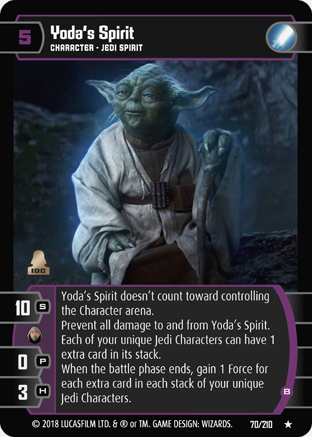 5
Yoda's Spirit
CHARACTER - JEDI SPIRIT
IDC
10 S
0 P
3 H
Yoda's Spirit doesn't count toward controlling
the Character arena.
Prevent all damage to and from Yoda's Spirit.
Each of your unique Jedi Characters can have 1
extra card in its stack.
When the battle phase ends, gain 1 Force for
each extra card in each stack of your unique
Jedi Characters.
B
© 2018 LUCASFILM LTD. & ® or TM. GAME DESIGN: WIZARDS.
70/210